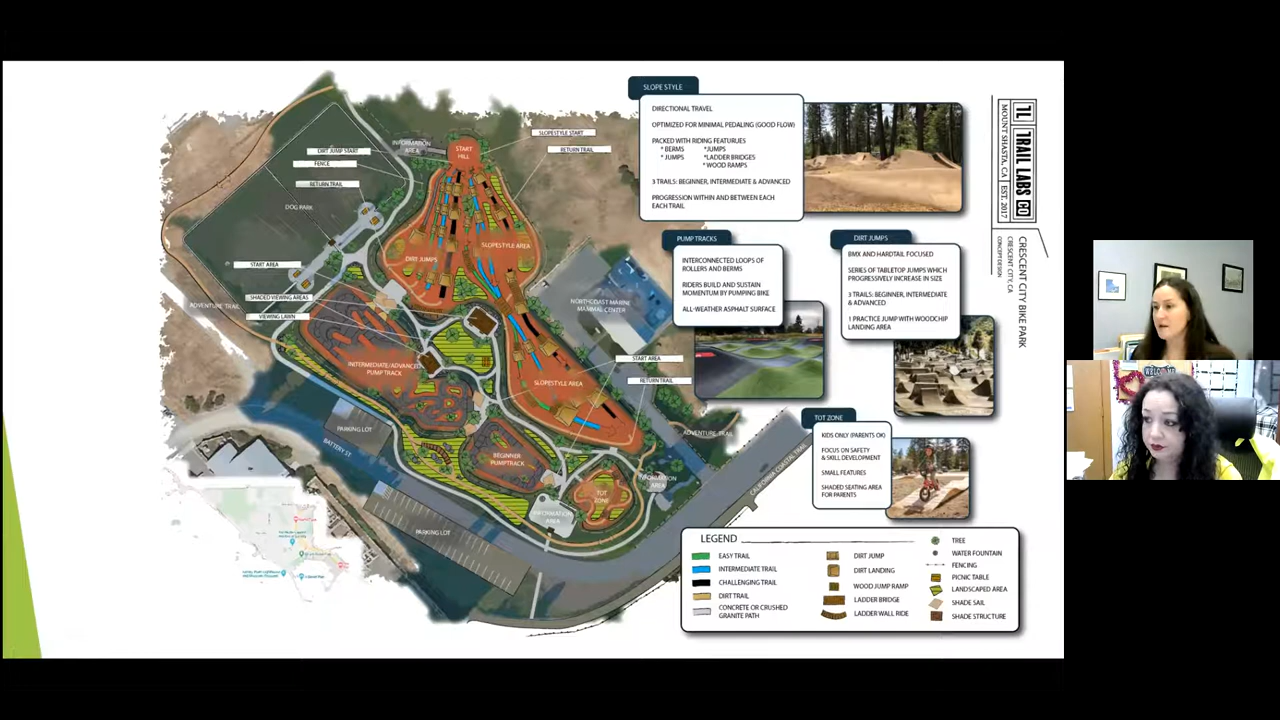 SLOPE STYLE
DIRECTIONAL TRAVEL
OPTIMIZED FOR MINIMAL PEDALING (GOOD FLOW)
PACKED WITH RIDING FEATURUES
* BERMS *JUMPS
* JUMPS *LADDER BRIDGES
* WOOD RAMPS
3 TRAILS: BEGINNER, INTERMEDIATE & ADVANCED
PROGRESSION WITHIN AND BETWEEN EACH
EACH TRAIL
PUMP TRACKS
INTERCONNECTED LOOPS OF
ROLLERS AND BERMS
RIDERS BUILD AND SUSTAIN
MOMENTUM BY PUMPING BIKE
ALL-WEATHER ASPHALT SURFACE
DIRT JUMPS
BMX AND HARDTAIL FOCUSED
SERIES OF TABLETOP JUMPS WHICH
PROGRESSIVELY INCREASE IN SIZE
3 TRAILS: BEGINNER, INTERMEDIATE
& ADVANCED
1 PRACTICE JUMP WITH WOODCHIP
LANDING AREA
TOT ZONE
KIDS ONLY (PARENTS OK)
FOCUS ON SAFETY
& SKILL DEVELOPMENT
SMALL FEATURES
SHADED SEATING AREA
FOR PARENTS
TL TRAIL LABS CO
MOUNT SHASTA, CA | EST. 2017
CRESCENT CITY BIKE PARK
CRESCENT CITY, CA
CONCEPT DESIGN
START
HILL
INFORMATION
AREA
SLOPESTYLE START
RETURN TRAIL
DIRT JUMP START
FENCE
RETURN TRAIL
DOG PARK
DIRT JUMPS
SLOPESTYLE AREA
START AREA
SHADED VIEWING AREAS
VIEWING LAWN
ADVENTURE TRAIL
NORTHCOAST MARINE
MAMMAL CENTER
INTERMEDIATE/ADVANCED
PUMP TRACK
START AREA
RETURN TRAIL
SLOPESTYLE AREA
PARKING LOT
BATTERY ST
BEGINNER
PUMPTRACK
TOT
ZONE
INFORMATION
AREA
INFORMATION
AREA
ADVENTURE TRAIL
CALIFORNIA COASTAL TRAIL
PARKING LOT
LEGEND
EASY TRAIL
INTERMEDIATE TRAIL
CHALLENGING TRAIL
DIRT TRAIL
CONCRETE OR CRUSHED
GRANITE PATH
DIRT JUMP
DIRT LANDING
WOOD JUMP RAMP
LADDER BRIDGE
LADDER WALL RIDE
TREE
WATER FOUNTAIN
FENCING
PICNIC TABLE
LANDSCAPED AREA
SHADE SAIL
SHADE STRUCTURE
WELCOME